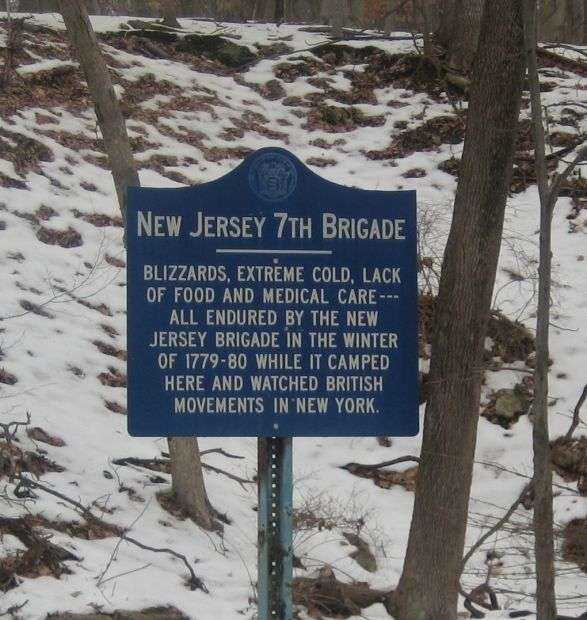 NEW JERSEY 7TH BRIGADE
BLIZZARDS, EXTREME COLD, LACK
OF FOOD AND MEDICAL CARE---
ALL ENDURED BY THE NEW
JERSEY BRIGADE IN THE WINTER
OF 1779-80 WHILE IT CAMPED
HERE AND WATCHED BRITISH
MOVEMENTS IN NEW YORK.